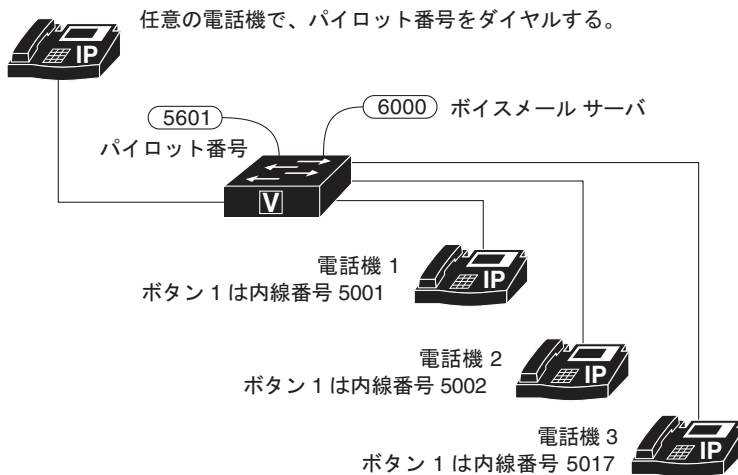 任意の電話機で、パイロット番号をダイヤルする。
IP
5601
6000 ボイスメール サーバ
パイロット番号
V
電話機 1
ボタン 1 は内線番号 5001
IP
電話機 2
ボタン 1 は内線番号 5002
IP
電話機 3
ボタン 1 は内線番号 5017
IP